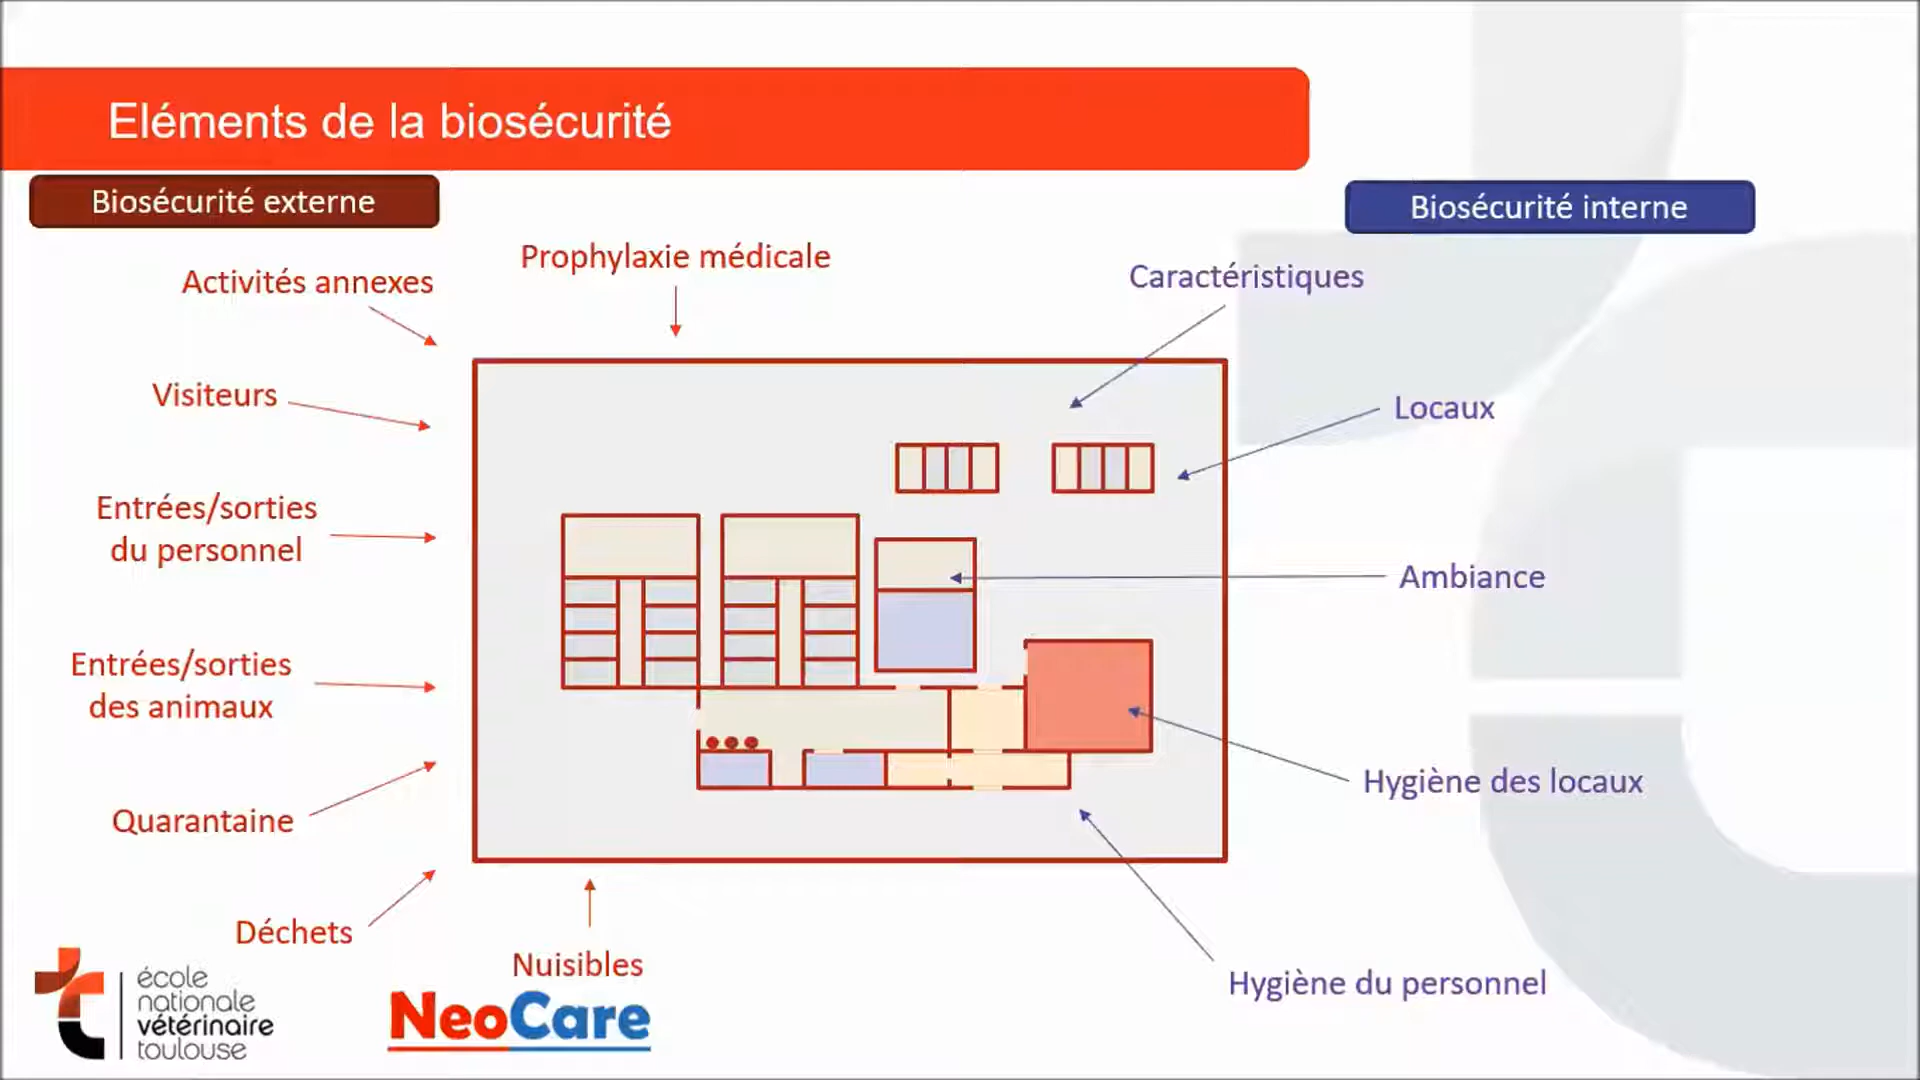 Eléments de la biosécurité
Biosécurité externe
Biosécurité interne
Prophylaxie médicale
Activités annexes
Visiteurs
Entrées/sorties
du personnel
Entrées/sorties
des animaux
Quarantaine
Déchets
Nuisibles
Caractéristiques
Locaux
Ambiance
Hygiène des locaux
Hygiène du personnel
école
nationale
vétérinaire
toulouse
NeoCare